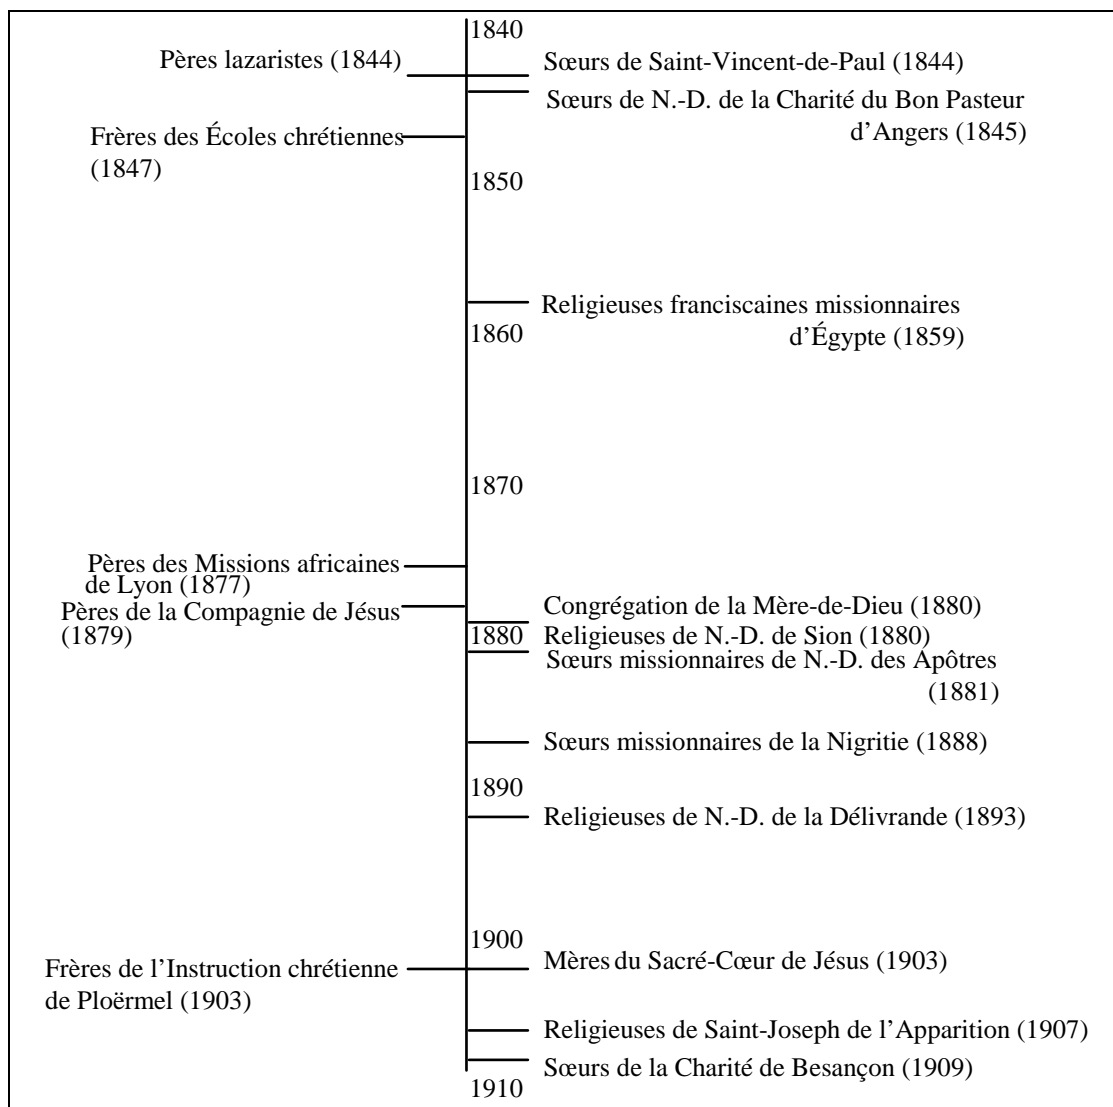 1840
Pères lazaristes (1844)
Sœurs de Saint-Vincent-de-Paul (1844)
Sœurs de N.-D. de la Charité du Bon Pasteur
d’Angers (1845)
Frères des Écoles chrétiennes
(1847)
1850
Religieuses franciscaines missionnaires
d’Égypte (1859)
1860
1870
Pères des Missions africaines
de Lyon (1877)
Pères de la Compagnie de Jésus
(1879)
Congrégation de la Mère-de-Dieu (1880)
1880
Religieuses de N.-D. de Sion (1880)
Sœurs missionnaires de N.-D. des Apôtres
(1881)
Sœurs missionnaires de la Nigritie (1888)
1890
Religieuses de N.-D. de la Délivrande (1893)
1900
Frères de l’Instruction chrétienne
de Ploërmel (1903)
Mères du Sacré-Cœur de Jésus (1903)
Religieuses de Saint-Joseph de l’Apparition (1907)
Sœurs de la Charité de Besançon (1909)
1910